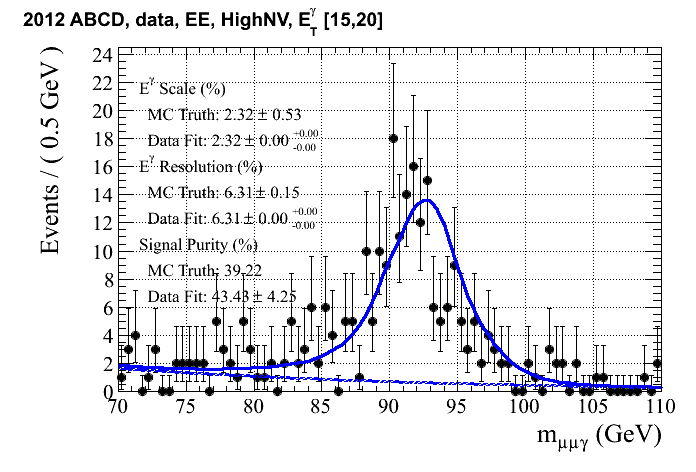 2012 ABCD, data, EE, HighNV, E_T^γ [15,20]
Events / ( 0.5 GeV )
24
22
20
18
16
14
12
10
8
6
4
2
0
E^γ Scale (%)
MC Truth: 2.32 ± 0.53
Data Fit: 2.32 ± 0.00 +0.00 -0.00
E^γ Resolution (%)
MC Truth: 6.31 ± 0.15
Data Fit: 6.31 ± 0.00 +0.00 -0.00
Signal Purity (%)
MC Truth: 39.22
Data Fit: 43.43 ± 4.25
70 75 80 85 90 95 100 105 110
m_μμγ (GeV)